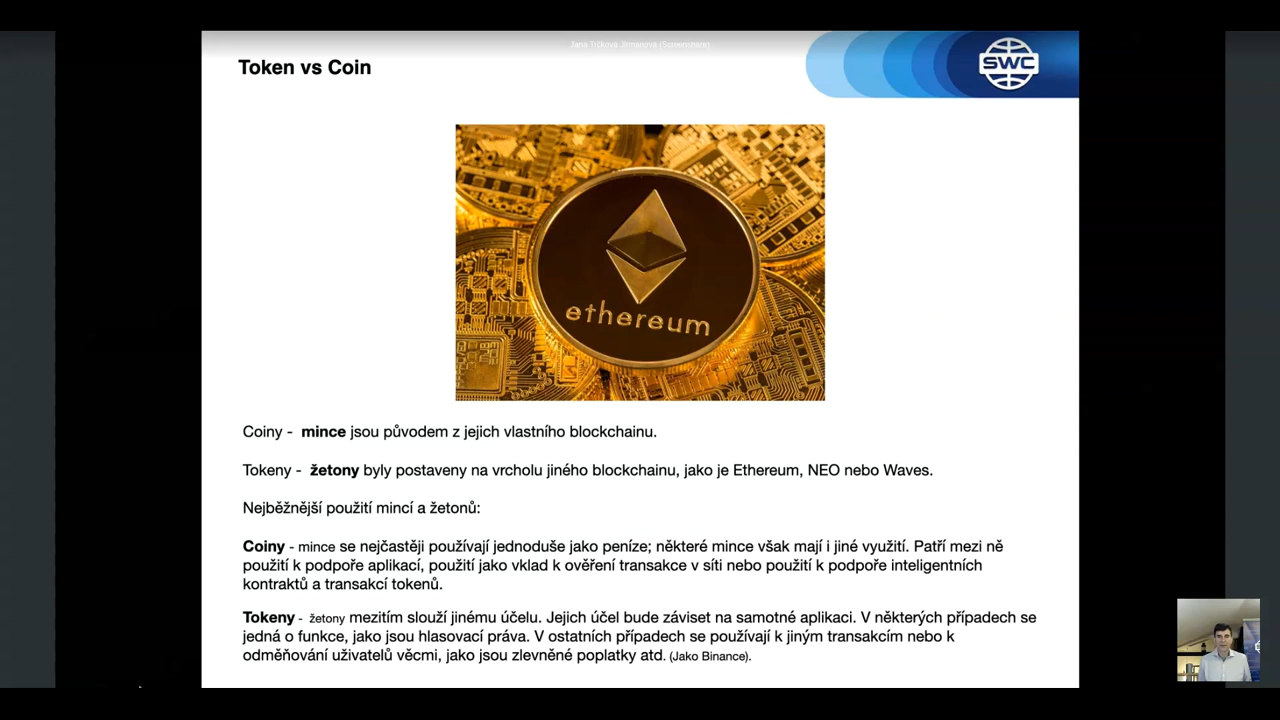 Token vs Coin
SWC
ethereum
Coiny - mince jsou původem z jejich vlastního blockchainu.
Tokeny - žetony byly postaveny na vrcholu jiného blockchainu, jako je Ethereum, NEO nebo Waves.
Nejběžnější použití mincí a žetonů:
Coiny - mince se nejčastěji používají jednoduše jako peníze; některé mince však mají i jiné využití. Patří mezi ně
použití k podpoře aplikací, použití jako vklad k ověření transakce v síti nebo použití k podpoře inteligentních
kontraktů a transakcí tokenů.
Tokeny - žetony mezitím slouží jinému účelu. Jejich účel bude záviset na samotné aplikaci. V některých případech se
jedná o funkce, jako jsou hlasovací práva. V ostatních případech se používají k jiným transakcím nebo k
odměňování uživatelů věcmi, jako jsou zlevněné poplatky atd. (Jako Binance).